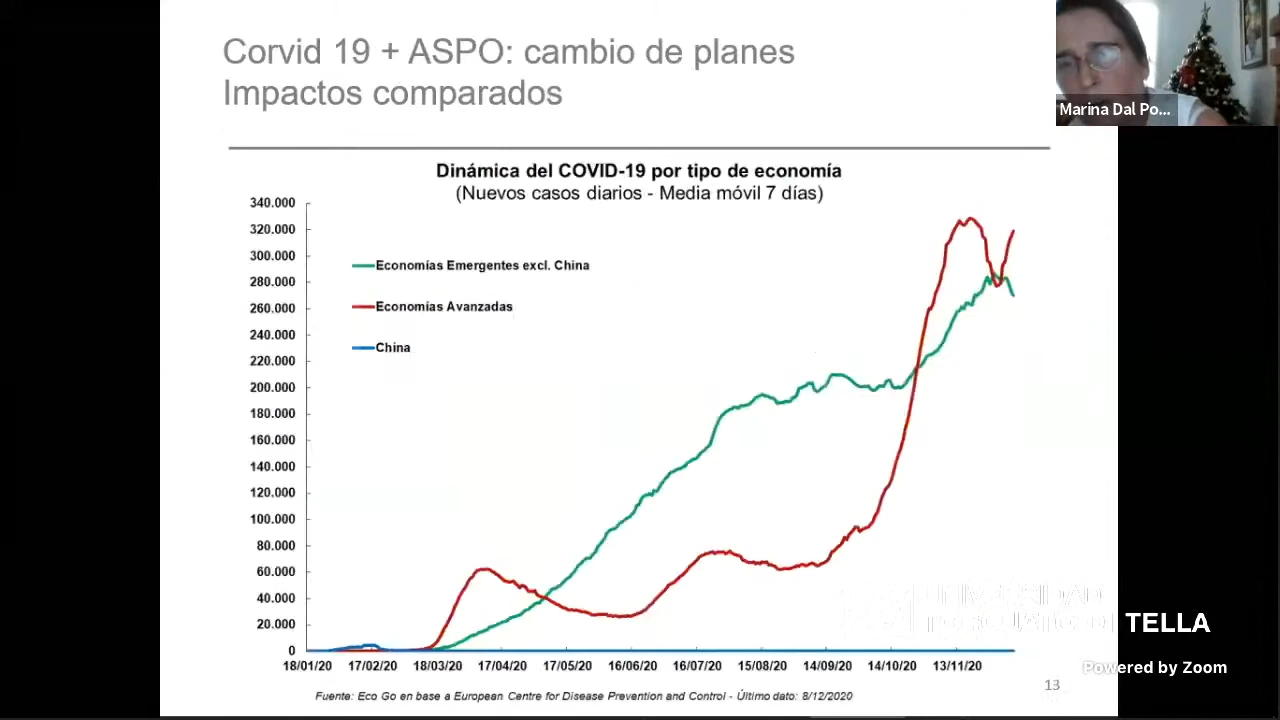 Corvid 19 + ASPO: cambio de planes
Impactos comparados
Marina Dal Po...
Dinámica del COVID-19 por tipo de economía
(Nuevos casos diarios - Media móvil 7 días)
340.000
320.000
300.000
280.000
260.000
240.000
220.000
200.000
180.000
160.000
140.000
120.000
100.000
80.000
60.000
40.000
20.000
0
Economías Emergentes excl. China
Economías Avanzadas
China
18/01/20 17/02/20 18/03/20 17/04/20 17/05/20 16/06/20 16/07/20 15/08/20 14/09/20 14/10/20 13/11/20
UNIVERSIDAD
TORCUATO DI TELLA
Powered by Zoom
Fuente: Eco Go en base a European Centre for Disease Prevention and Control - Último dato: 8/12/2020
13